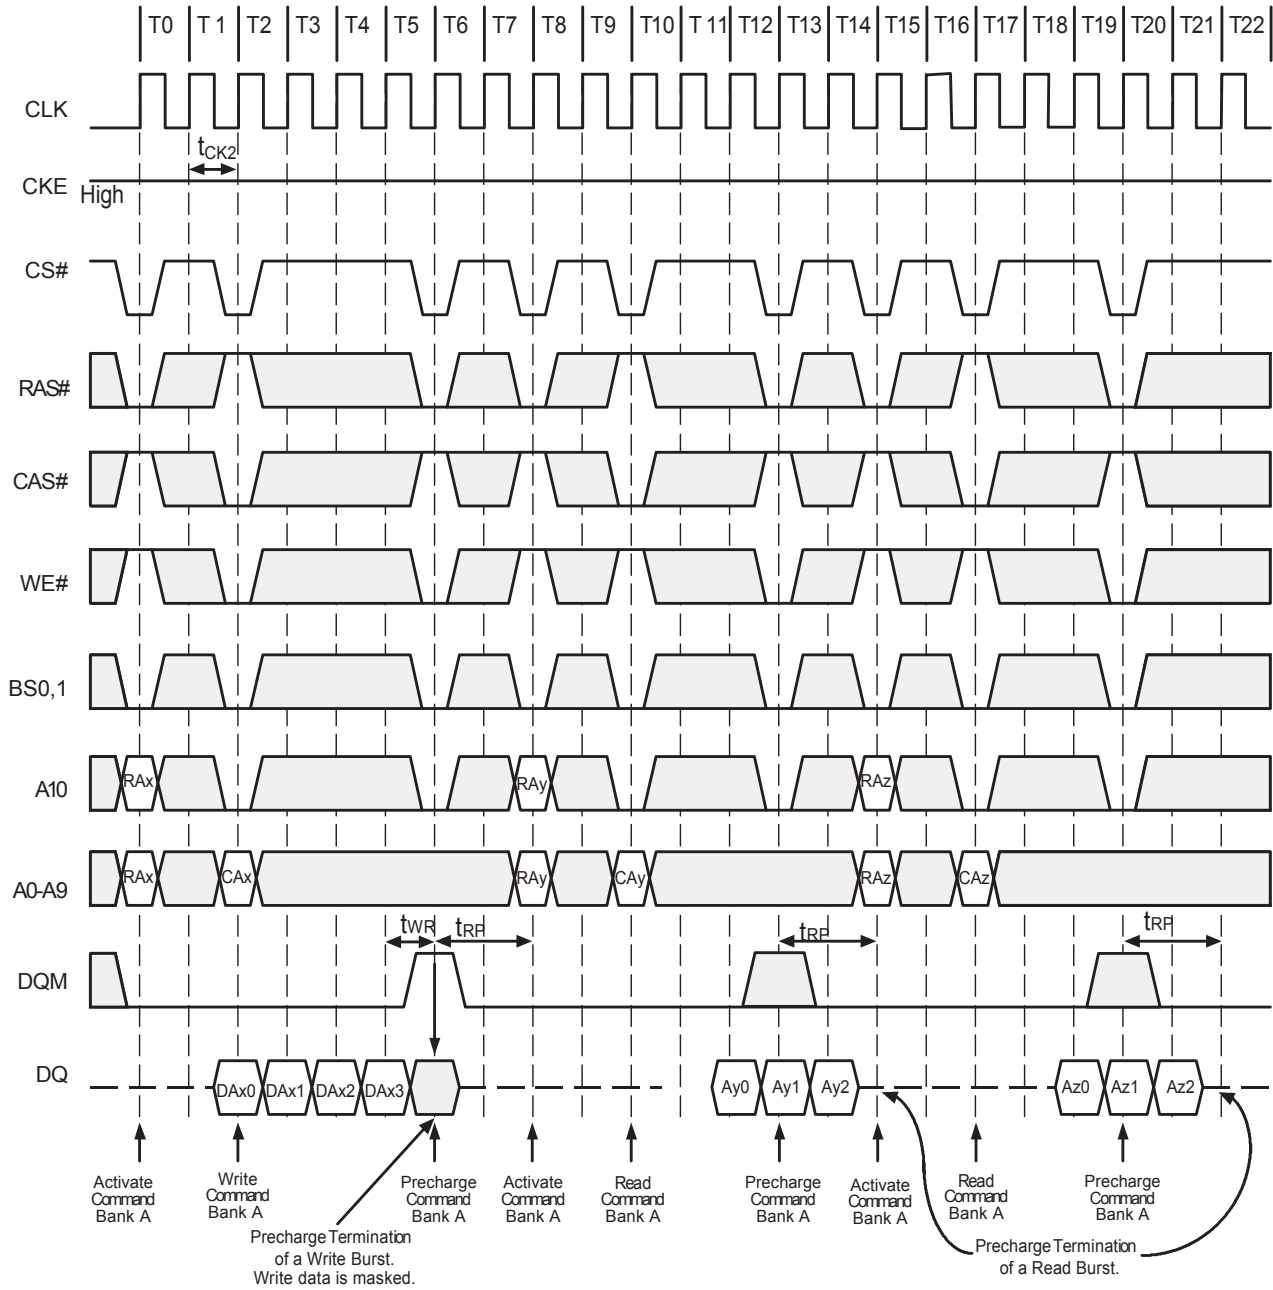 T0 T 1 T2 T3 T4 T5 T6 T7 T8 T9 T10 T 11 T12 T13 T14 T15 T16 T17 T18 T19 T20 T21 T22
CLK
tCK2
CKE High
CS#
RAS#
CAS#
WE#
BS0,1
A10 RAx RAy RAz
A0-A9 RAx CAx RAy CAy RAz CAz
tWR tRP tRP tRP
DQM
DQ DAx0 DAx1 DAx2 DAx3 Ay0 Ay1 Ay2 Az0 Az1 Az2
Activate Write Precharge Activate Read Precharge Activate Read Precharge
Command Command Command Command Command Command Command Command Command
Bank A Bank A Bank A Bank A Bank A Bank A Bank A Bank A Bank A
Precharge Termination
of a Write Burst.
Write data is masked.
Precharge Termination
of a Read Burst.